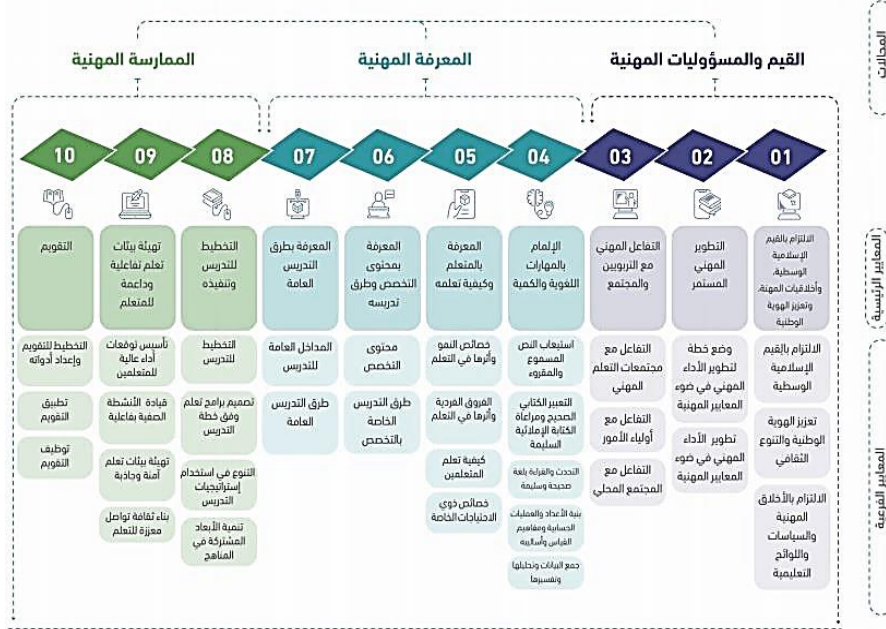 المجالات
القيم والمسؤوليات المهنية
المعرفة المهنية
الممارسة المهنية
01
02
03
04
05
06
07
08
09
10
المعايير الرئيسية
الالتزام بالقيم
الإسلامية
الوسطية،
وأخلاقيات المهنة،
وتعزيز الهوية
الوطنية
التطوير
المهني
المستمر
التفاعل المهني
مع التربويين
والمجتمع
الإلمام
بالمهارات
اللغوية والكمية
المعرفة
بالمتعلم
وكيفية تعلمه
المعرفة
بمحتوى
التخصص وطرق
تدريسه
المعرفة بطرق
التدريس
العامة
التخطيط
للتدريس
وتنفيذه
تهيئة بيئات
تعلم تفاعلية
وداعمة
للمتعلم
التقويم
المعايير الفرعية
الالتزام بالقيم
الإسلامية
الوسطية
تعزيز الهوية
الوطنية والتنوع
الثقافي
الالتزام بالأخلاق
المهنية
والسياسات
واللوائح
التعليمية
وضع خطة
لتطوير الأداء
المهني في ضوء
المعايير المهنية
تطوير الأداء
المهني في ضوء
المعايير المهنية
التفاعل مع
مجتمعات التعلم
المهني
التفاعل مع
أولياء الأمور
التفاعل مع
المجتمع المحلي
استيعاب النص
المسموع
والمقروء
التعبير الكتابي
الصحيح ومراعاة
الكتابة الإملائية
السليمة
التحدث والقراءة بلغة
صحيحة وسليمة
بنية الأعداد والعمليات
الحسابية ومفاهيم
القياس وأساليبه
جمع البيانات وتحليلها
وتفسيرها
خصائص النمو
وأثرها في التعلم
الفروق الفردية
وأثرها في التعلم
كيفية تعلم
المتعلمين
خصائص ذوي
الاحتياجات الخاصة
محتوى
التخصص
طرق التدريس
الخاصة
بالتخصص
المداخل العامة
للتدريس
طرق التدريس
العامة
التخطيط
للتدريس
تصميم برامج تعلم
وفق خطة
التدريس
التنوع في استخدام
إستراتيجيات
التدريس
تنمية الأبعاد
المشتركة في
المناهج
تأسيس توقعات
أداء عالية
للمتعلمين
قيادة الأنشطة
الصفية بفاعلية
تهيئة بيئات تعلم
آمنة وجاذبة
بناء ثقافة تواصل
معززة للتعلم
التخطيط للتقويم
وإعداد أدواته
تطبيق
التقويم
توظيف
التقويم